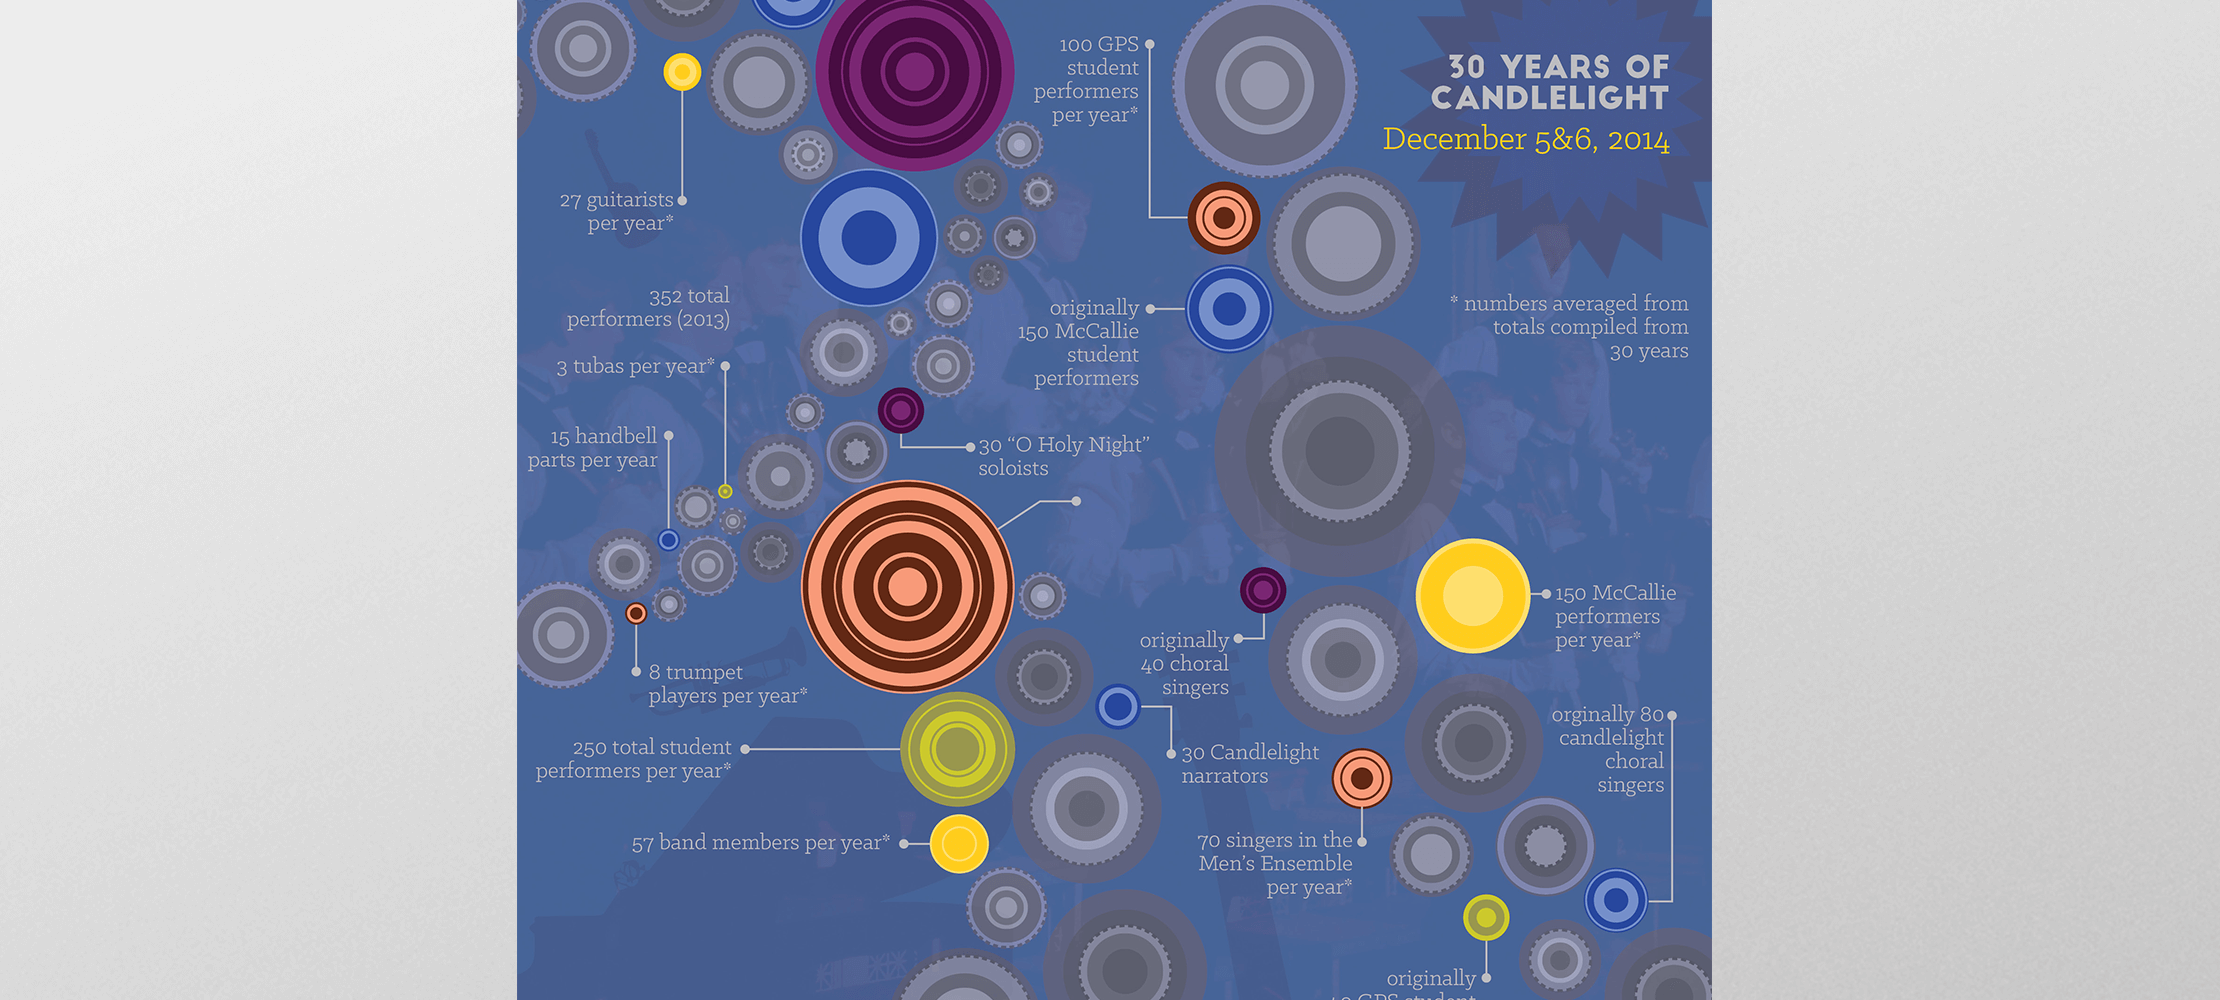 30 YEARS OF
CANDLELIGHT
December 5&6, 2014
100 GPS
student
performers
per year*
27 guitarists
per year*
352 total
performers (2013)
originally
150 McCallie
student
performers
* numbers averaged from
totals compiled from
30 years
3 tubas per year*
15 handbell
parts per year
30 “O Holy Night”
soloists
150 McCallie
performers
per year*
originally
40 choral
singers
8 trumpet
players per year*
orginally 80
candlelight
choral
singers
250 total student
performers per year*
30 Candlelight
narrators
57 band members per year*
70 singers in the
Men’s Ensemble
per year*
originally
40 GPS student